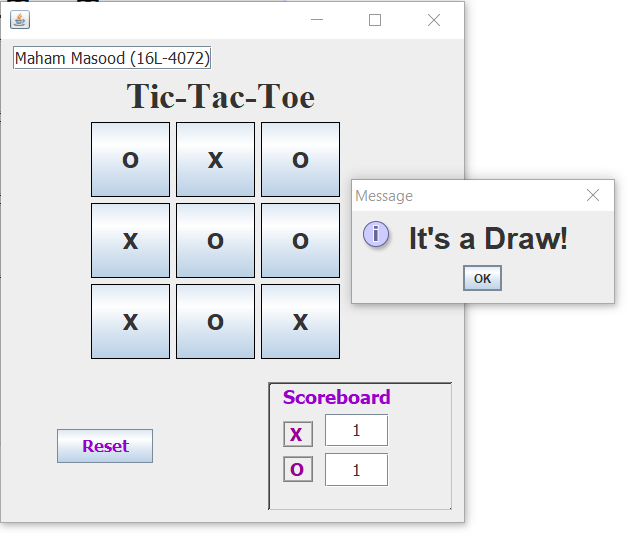 Maham Masood (16L-4072)
Tic-Tac-Toe
O X O
X O O
X O X
Message
It's a Draw!
OK
Scoreboard
X 1
O 1
Reset